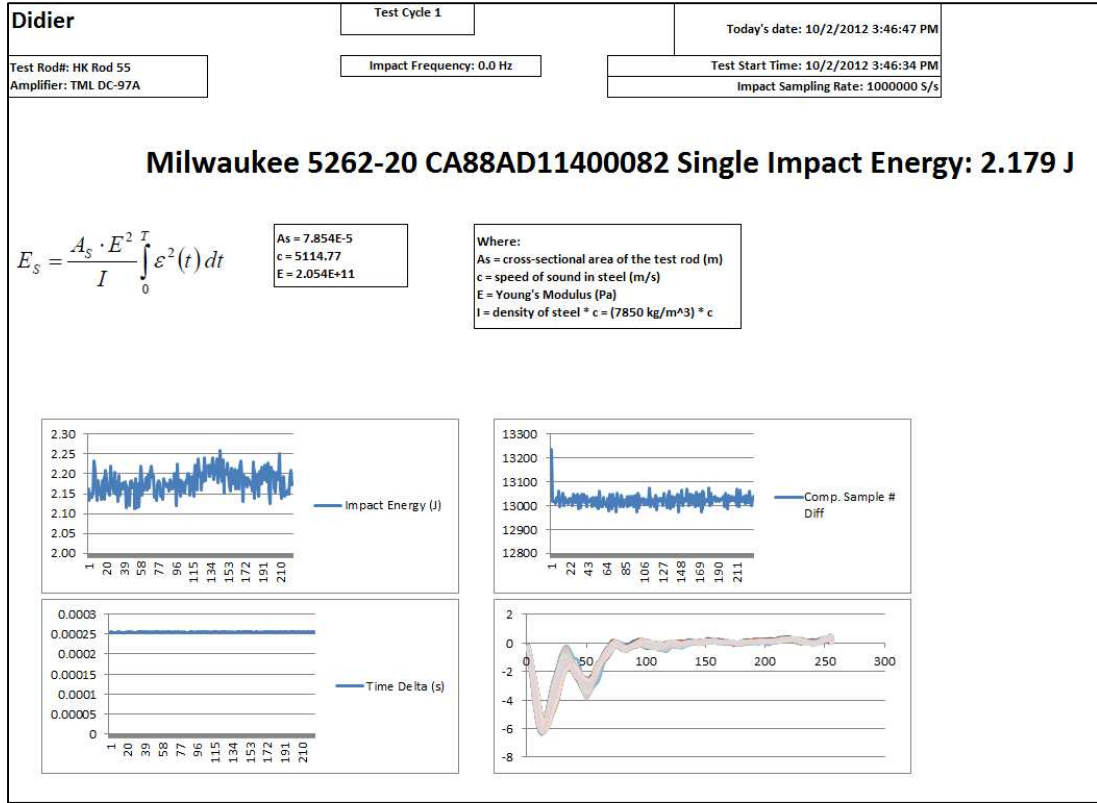 Didier
Test Cycle 1
Today's date: 10/2/2012 3:46:47 PM
Test Rod#: HK Rod 55
Amplifier: TML DC-97A
Impact Frequency: 0.0 Hz
Test Start Time: 10/2/2012 3:46:34 PM
Impact Sampling Rate: 1000000 S/s
Milwaukee 5262-20 CA88AD11400082 Single Impact Energy: 2.179 J
E_S = \frac{A_S \cdot E^2}{I} \int_0^T \varepsilon^2(t) dt
As = 7.854E-5
c = 5114.77
E = 2.054E+11
Where:
As = cross-sectional area of the test rod (m)
c = speed of sound in steel (m/s)
E = Young's Modulus (Pa)
I = density of steel * c = (7850 kg/m^3) * c
2.30
2.25
2.20
2.15
2.10
2.05
2.00
1 20 39 58 77 96 115 134 153 172 191 210
Impact Energy (J)
13300
13200
13100
13000
12900
12800
1 22 43 64 85 106 127 148 169 190 211
Comp. Sample #
Diff
0.0003
0.00025
0.0002
0.00015
0.0001
0.00005
0
1 20 39 58 77 96 115 134 153 172 191 210
Time Delta (s)
2
0
-2
-4
-6
-8
0 50 100 150 200 250 300